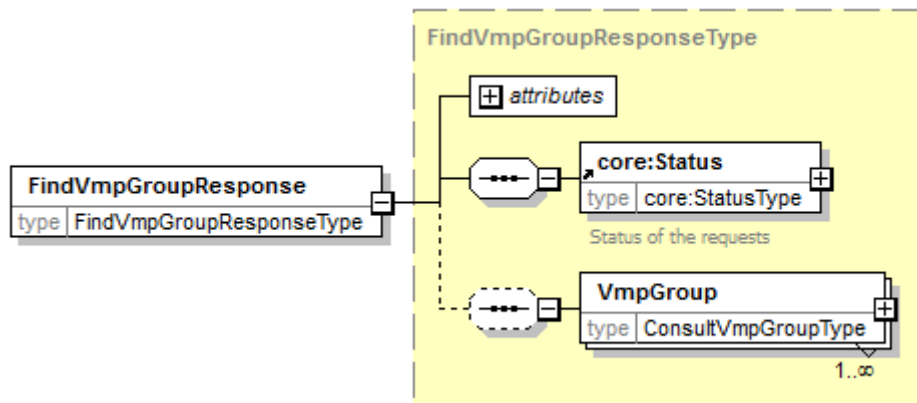 FindVmpGroupResponseType
attributes
core:Status
type core:StatusType
Status of the requests
FindVmpGroupResponse
type FindVmpGroupResponseType
VmpGroup
type ConsultVmpGroupType
1..∞